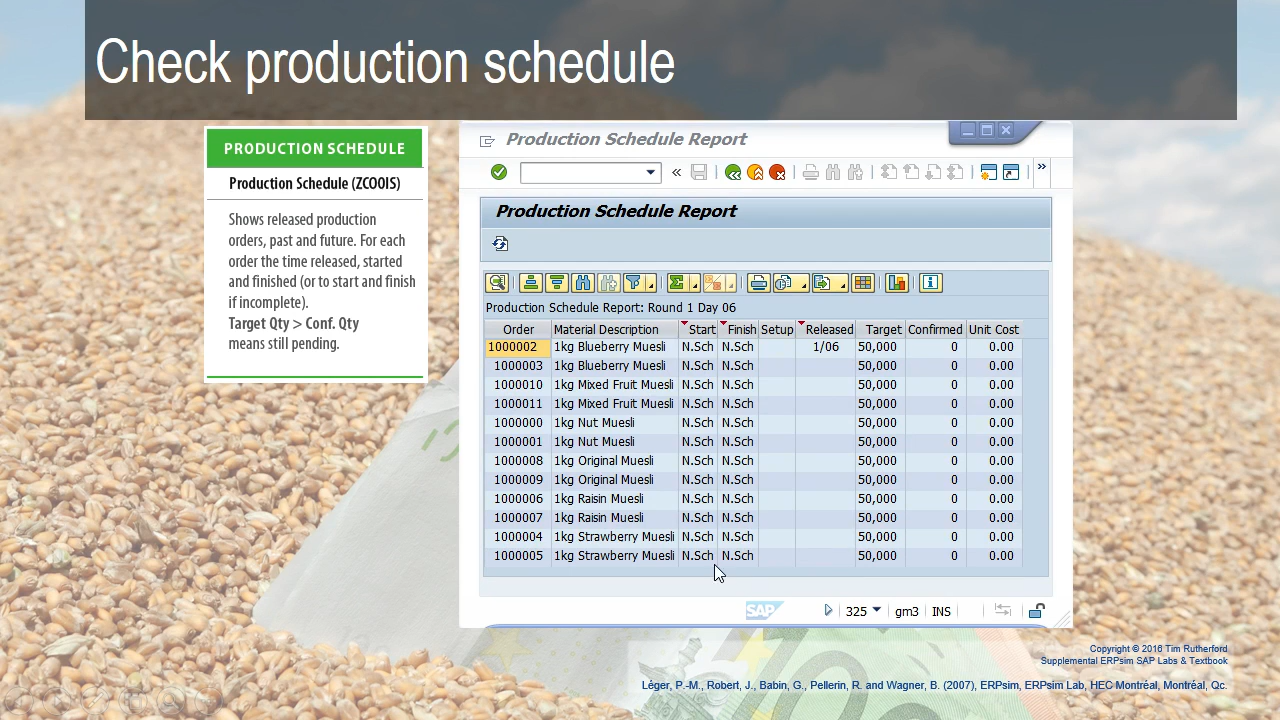 Check production schedule
PRODUCTION SCHEDULE
Production Schedule (ZCOOIS)
Shows released production
orders, past and future. For each
order the time released, started
and finished (or to start and finish
if incomplete).
Target Qty > Conf. Qty
means still pending.
Production Schedule Report
Production Schedule Report
Production Schedule Report: Round 1 Day 06
Order Material Description Start Finish Setup Released Target Confirmed Unit Cost
1000002 1kg Blueberry Muesli N.Sch N.Sch 1/06 50,000 0 0.00
1000003 1kg Blueberry Muesli N.Sch N.Sch 50,000 0 0.00
1000010 1kg Mixed Fruit Muesli N.Sch N.Sch 50,000 0 0.00
1000011 1kg Mixed Fruit Muesli N.Sch N.Sch 50,000 0 0.00
1000000 1kg Nut Muesli N.Sch N.Sch 50,000 0 0.00
1000001 1kg Nut Muesli N.Sch N.Sch 50,000 0 0.00
1000008 1kg Original Muesli N.Sch N.Sch 50,000 0 0.00
1000009 1kg Original Muesli N.Sch N.Sch 50,000 0 0.00
1000006 1kg Raisin Muesli N.Sch N.Sch 50,000 0 0.00
1000007 1kg Raisin Muesli N.Sch N.Sch 50,000 0 0.00
1000004 1kg Strawberry Muesli N.Sch N.Sch 50,000 0 0.00
1000005 1kg Strawberry Muesli N.Sch N.Sch 50,000 0 0.00
SAP 325 gm3 INS
Copyright © 2016 Tim Rutherford
Supplemental ERPsim SAP Labs & Textbook
Léger, P.-M., Robert, J., Babin, G., Pellerin, R. and Wagner, B. (2007), ERPsim, ERPsim Lab, HEC Montréal, Montréal, Qc.